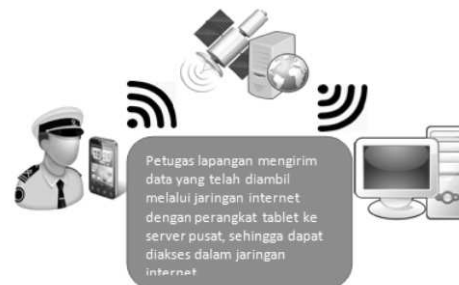 Petugas lapangan mengirim
data yang telah diambil
melalui jaringan internet
dengan perangkat tablet ke
server pusat, sehingga dapat
diakses dalam jaringan
internet